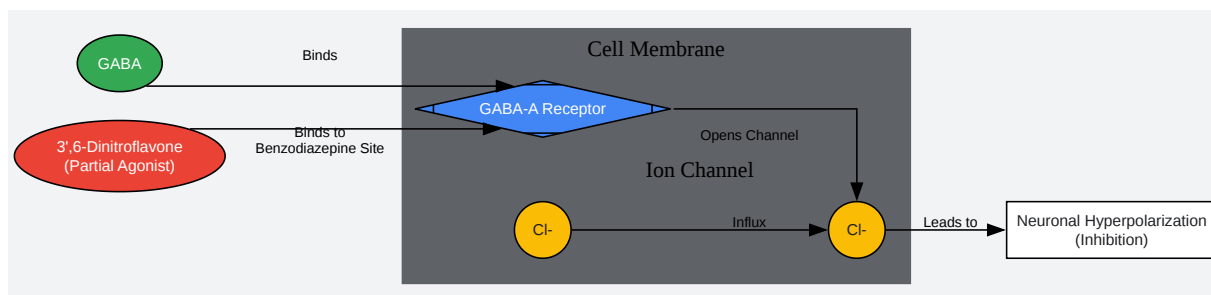 GABA
Binds
Cell Membrane
GABA-A Receptor
3',6-Dinitroflavone
(Partial Agonist)
Binds to
Benzodiazepine Site
Opens Channel
Ion Channel
Cl-
Influx
Cl-
Leads to
Neuronal Hyperpolarization
(Inhibition)